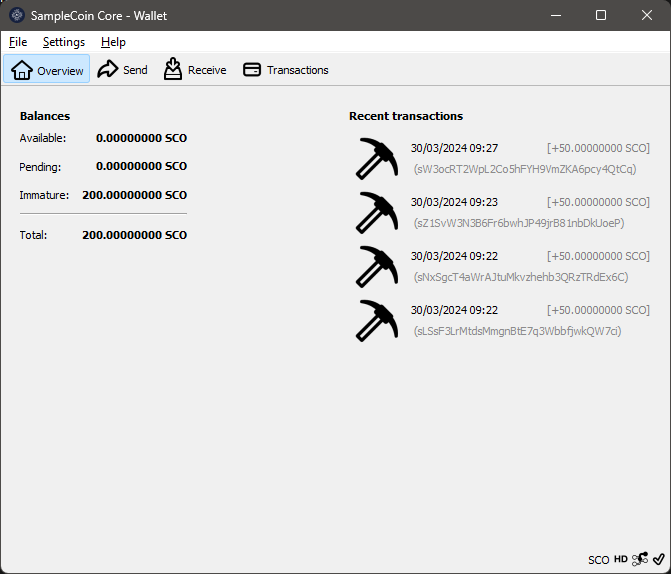 SampleCoin Core - Wallet
File Settings Help
Overview Send Receive Transactions
Balances
Available: 0.00000000 SCO
Pending: 0.00000000 SCO
Immature: 200.00000000 SCO
Total: 200.00000000 SCO
Recent transactions
30/03/2024 09:27 [+50.00000000 SCO]
(sW3ocRT2WpL2Co5hFYH9VmZKA6pcy4QtCq)
30/03/2024 09:23 [+50.00000000 SCO]
(sZ1SvW3N3B6Fr6bwhJP49jrB81nbDkUoeP)
30/03/2024 09:22 [+50.00000000 SCO]
(sNxSgcT4aWrAJtuMkvzhehb3QRzTRdEx6C)
30/03/2024 09:22 [+50.00000000 SCO]
(sLSsF3LrMtdsMmgnBtE7q3WbbfjwkQW7ci)
SCO HD